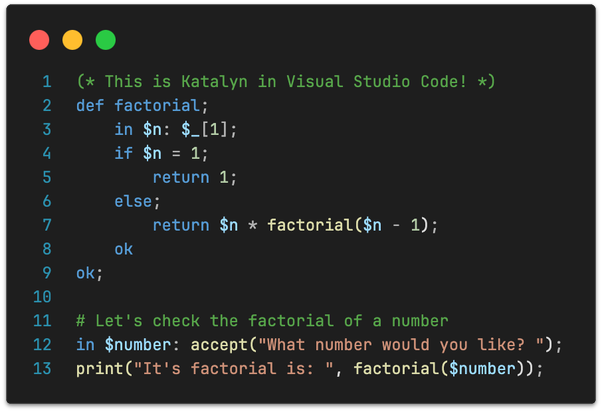 1 (* This is Katalyn in Visual Studio Code! *)
2 def factorial;
3     in $n: $_[1];
4     if $n = 1;
5         return 1;
6     else;
7         return $n * factorial($n - 1);
8     ok
9 ok;
10
11 # Let's check the factorial of a number
12 in $number: accept("What number would you like? ");
13 print("It's factorial is: ", factorial($number));